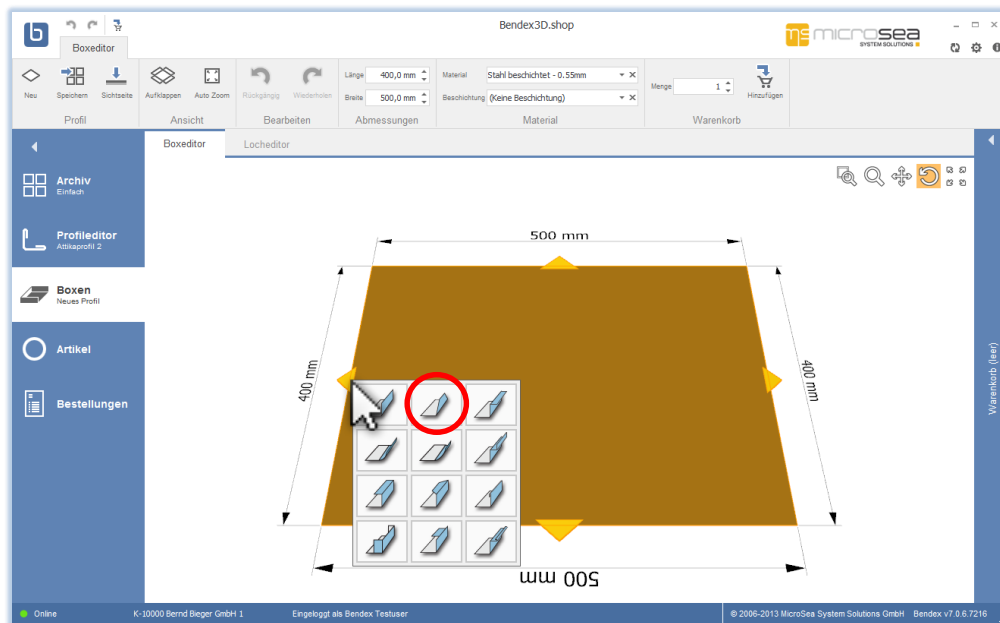 Bendex3D.shop
b
ms microsea
SYSTEM SOLUTIONS
Boxeditor
Neu
Speichern
Sichtseite
Aufklappen
Auto Zoom
Rückgängig
Wiederholen
Länge 400,0 mm
Breite 500,0 mm
Material Stahl beschichtet - 0.55mm
Beschichtung (Keine Beschichtung)
Menge 1
Hinzufügen
Profil
Ansicht
Bearbeiten
Abmessungen
Material
Warenkorb
Boxeditor
Locheditor
Archiv
Einfach
Profileditor
Attikaprofil 2
Boxen
Neues Profil
Artikel
Bestellungen
500 mm
400 mm
400 mm
500 mm
Warenkorb (leer)
Online
K-10000 Bernd Bieger GmbH 1
Eingeloggt als Bendex Testuser
© 2006-2013 MicroSea System Solutions GmbH
Bendex v7.0.6.7216